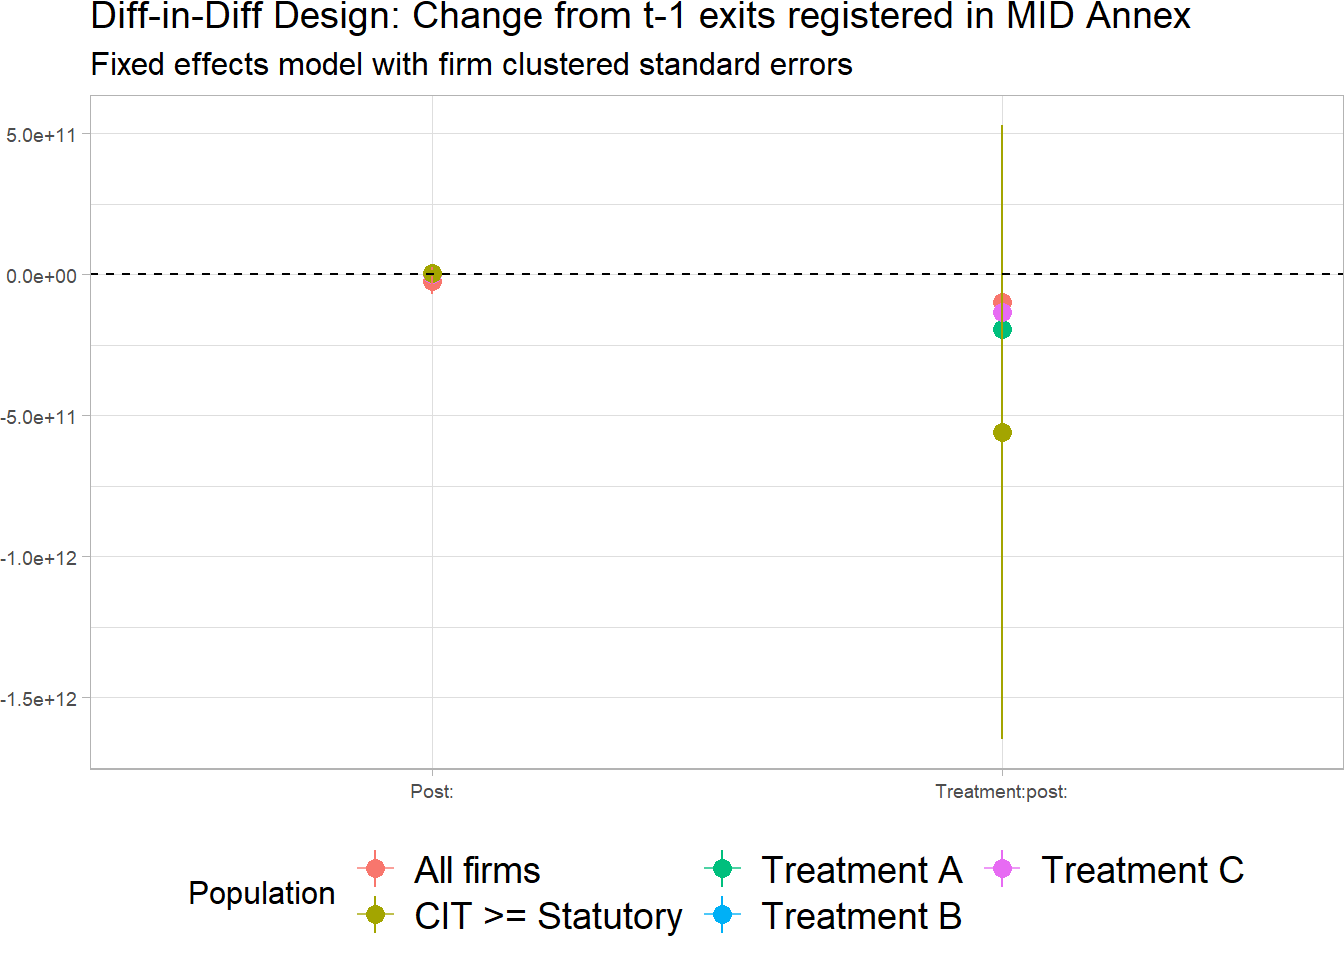 Diff-in-Diff Design: Change from t-1 exits registered in MID Annex
Fixed effects model with firm clustered standard errors
5.0e+11
0.0e+00
-5.0e+11
-1.0e+12
-1.5e+12
Post:
Treatment:post:
Population
All firms
CIT >= Statutory
Treatment A
Treatment B
Treatment C